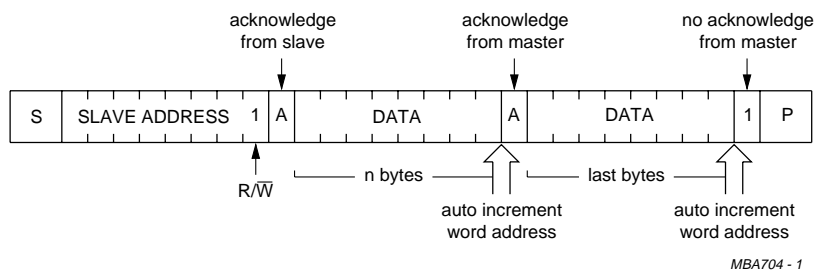 acknowledge
from slave
acknowledge
from master
no acknowledge
from master
S SLAVE ADDRESS 1 A DATA A DATA 1 P
R/W̅
n bytes
last bytes
auto increment
word address
auto increment
word address
MBA704 - 1